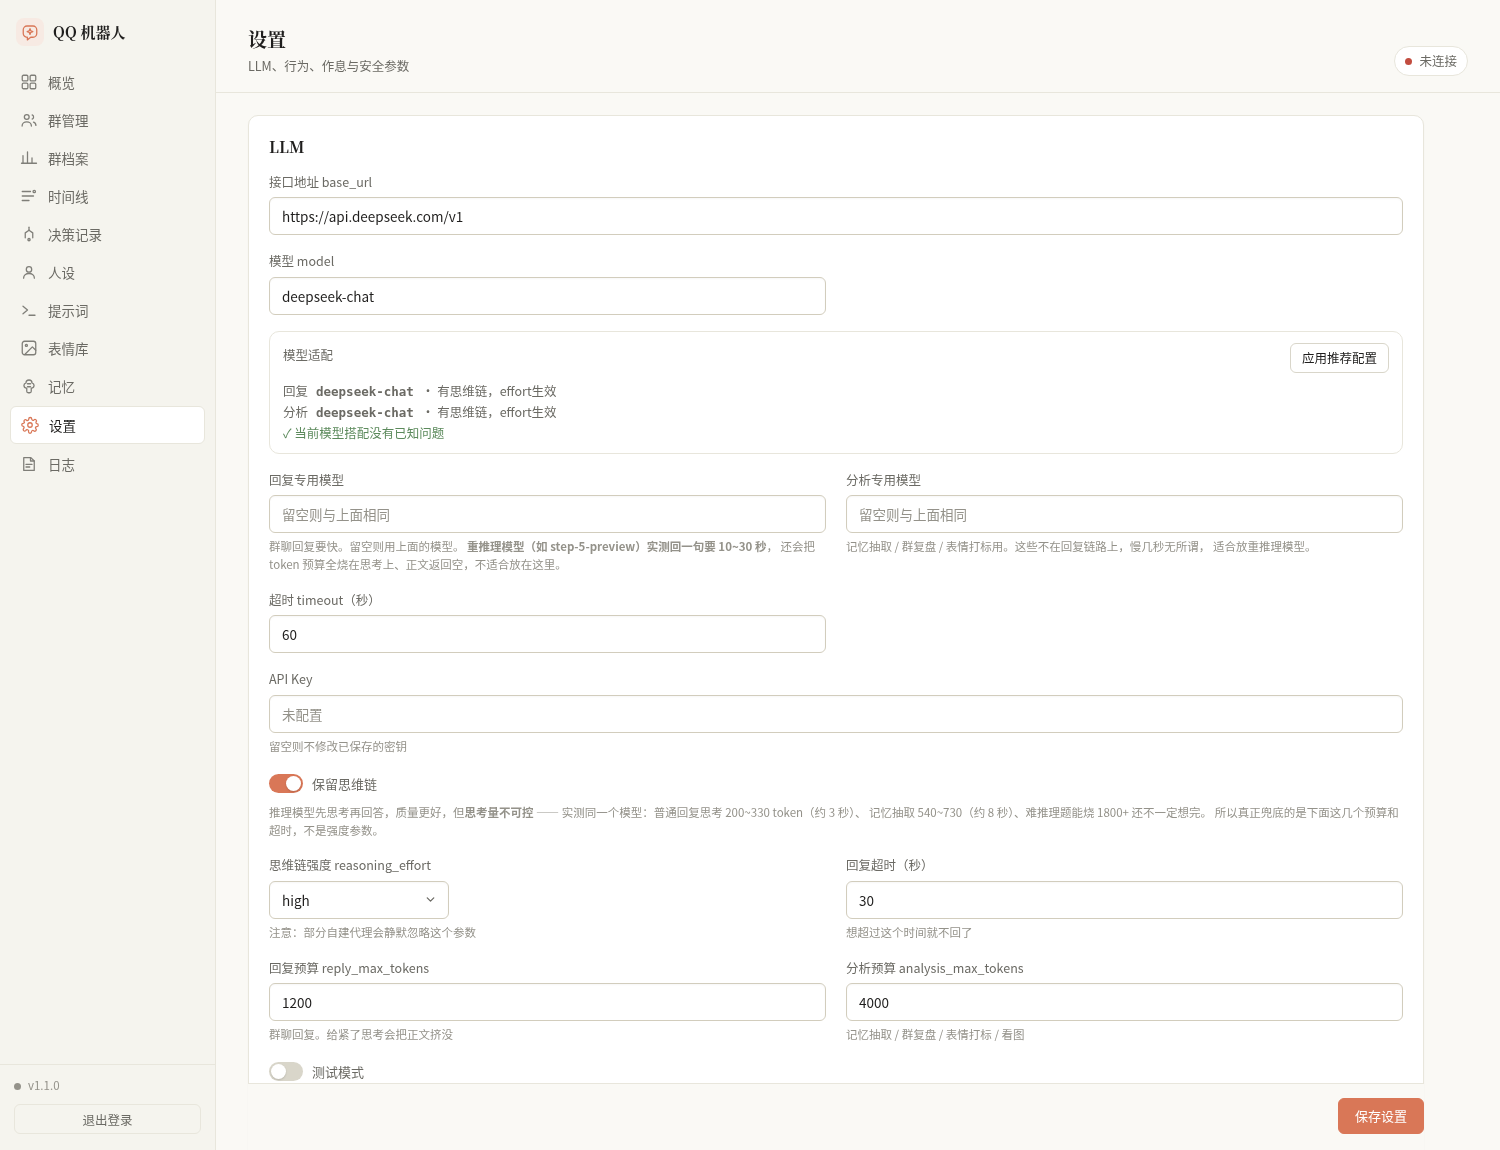 QQ 机器人
概览
群管理
群档案
时间线
决策记录
人设
提示词
表情库
记忆
设置
日志
v1.1.0
退出登录
设置
LLM、行为、作息与安全参数
未连接
LLM
接口地址 base_url
https://api.deepseek.com/v1
模型 model
deepseek-chat
模型适配
应用推荐配置
回复 deepseek-chat · 有思维链，effort生效
分析 deepseek-chat · 有思维链，effort生效
✓ 当前模型搭配没有已知问题
回复专用模型
留空则与上面相同
群聊回复要快。留空则用上面的模型。 重推理模型（如 step-5-preview）实测回一句要 10~30 秒， 还会把
token 预算全烧在思考上、正文返回空，不适合放在这里。
分析专用模型
留空则与上面相同
记忆抽取 / 群复盘 / 表情打标用。这些不在回复链路上，慢几秒无所谓， 适合放重推理模型。
超时 timeout（秒）
60
API Key
未配置
留空则不修改已保存的密钥
保留思维链
推理模型先思考再回答，质量更好，但思考量不可控 —— 实测同一个模型：普通回复思考 200~330 token（约 3 秒）、 记忆抽取 540~730（约 8 秒）、难推理题能烧 1800+ 还不一定想完。 所以真正兜底的是下面这几个预算和
超时，不是强度参数。
思维链强度 reasoning_effort
high
注意：部分自建代理会静默忽略这个参数
回复超时（秒）
30
想超过这个时间就不回了
回复预算 reply_max_tokens
1200
群聊回复。给紧了思考会把正文挤没
分析预算 analysis_max_tokens
4000
记忆抽取 / 群复盘 / 表情打标 / 看图
测试模式
保存设置